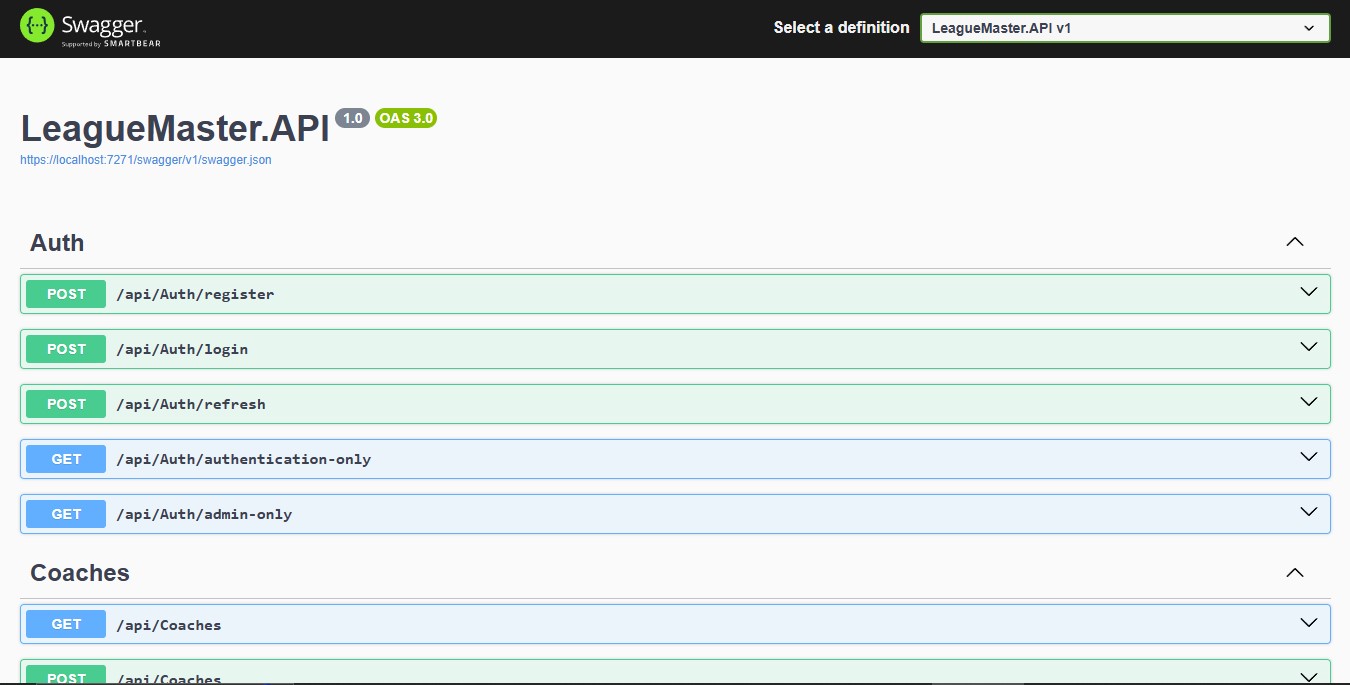 Swagger.
Supported by SMARTBEAR
Select a definition
LeagueMaster.API v1
LeagueMaster.API 1.0 OAS 3.0
https://localhost:7271/swagger/v1/swagger.json
Auth
POST /api/Auth/register
POST /api/Auth/login
POST /api/Auth/refresh
GET /api/Auth/authentication-only
GET /api/Auth/admin-only
Coaches
GET /api/Coaches
POST /api/Coaches